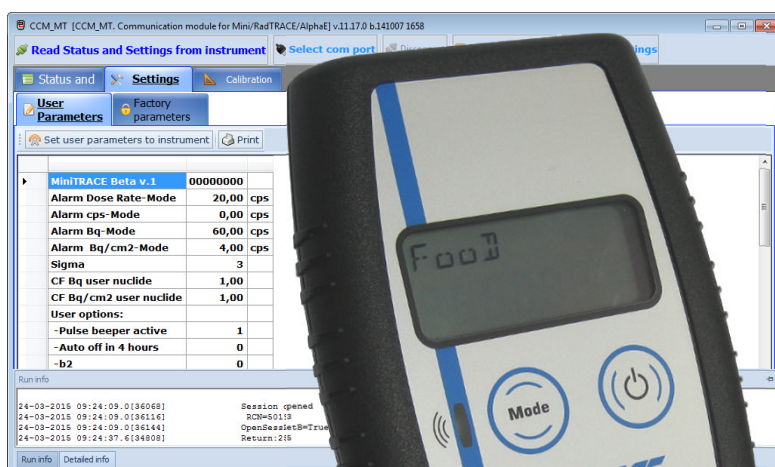 CCM_MT [CCM_MT. Communication module for Mini/RadTRACE/AlphaE] v.11.17.0 b.141007 1658
Read Status and Settings from instrument Select com port
Status and Settings Calibration
User Parameters Factory parameters
Set user parameters to instrument Print
MiniTRACE Beta v.1 00000000
Alarm Dose Rate-Mode 20,00 cps
Alarm cps-Mode 0,00 cps
Alarm Bq-Mode 60,00 cps
Alarm Bq/cm2-Mode 4,00 cps
Sigma 3
CF Bq user nuclide 1,00
CF Bq/cm2 user nuclide 1,00
User options:
-Pulse beeper active 1
-Auto off in 4 hours 0
-b2 0
Run info
24-03-2015 09:24:09.0[36068] Session opened
24-03-2015 09:24:09.0[36116]
24-03-2015 09:24:09.0[36144]
24-03-2015 09:24:37.6[34808]
Run info Detailed info
FooD
Mode